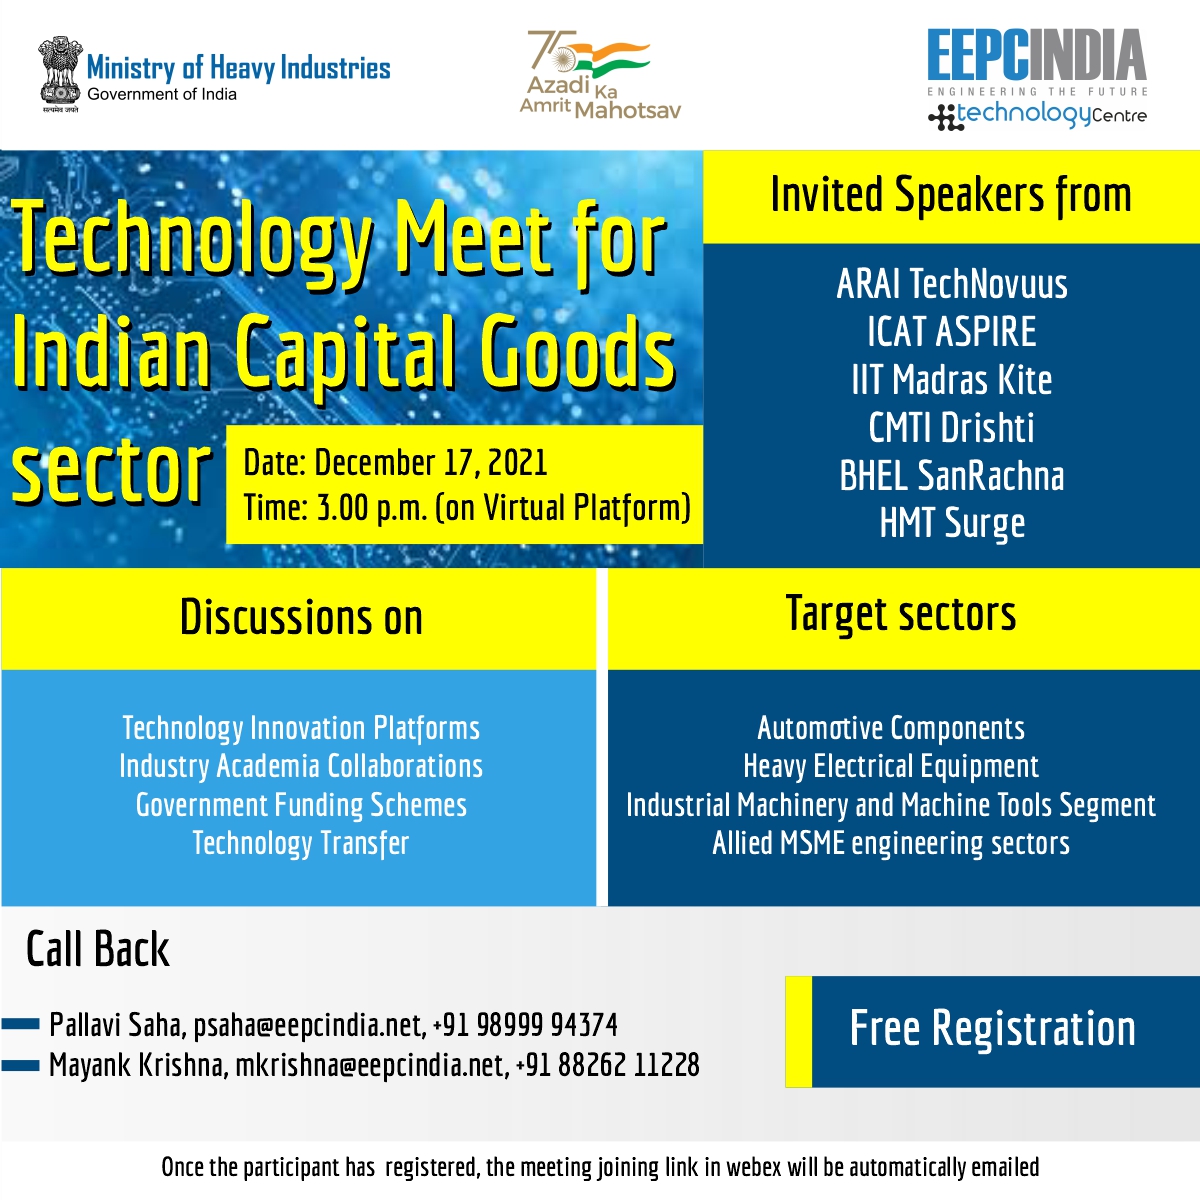 सत्यमेव जयते
Ministry of Heavy Industries
Government of India
75
Azadi Ka
Amrit Mahotsav
EEPCINDIA
ENGINEERING THE FUTURE
technologyCentre
Technology Meet for
Indian Capital Goods
sector
Date: December 17, 2021
Time: 3.00 p.m. (on Virtual Platform)
Invited Speakers from
ARAI TechNovuus
ICAT ASPIRE
IIT Madras Kite
CMTI Drishti
BHEL SanRachna
HMT Surge
Discussions on
Technology Innovation Platforms
Industry Academia Collaborations
Government Funding Schemes
Technology Transfer
Target sectors
Automotive Components
Heavy Electrical Equipment
Industrial Machinery and Machine Tools Segment
Allied MSME engineering sectors
Call Back
Pallavi Saha, psaha@eepcindia.net, +91 98999 94374
Mayank Krishna, mkrishna@eepcindia.net, +91 88262 11228
Free Registration
Once the participant has registered, the meeting joining link in webex will be automatically emailed